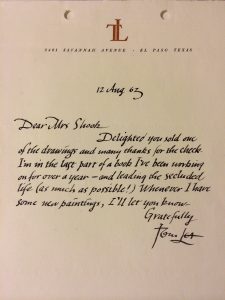 TL
9401 SAVANNAH AVENUE · EL PASO TEXAS
12 Aug 62
Dear Mrs
Delighted you sold one
of the drawings and many thanks for the check
I'm in the last part of a book I've been working
on for over a year – and leading the secluded
life (as much as possible!) Whenever I have
some new paintings, I'll let you know
Gratefully
Tom Lea